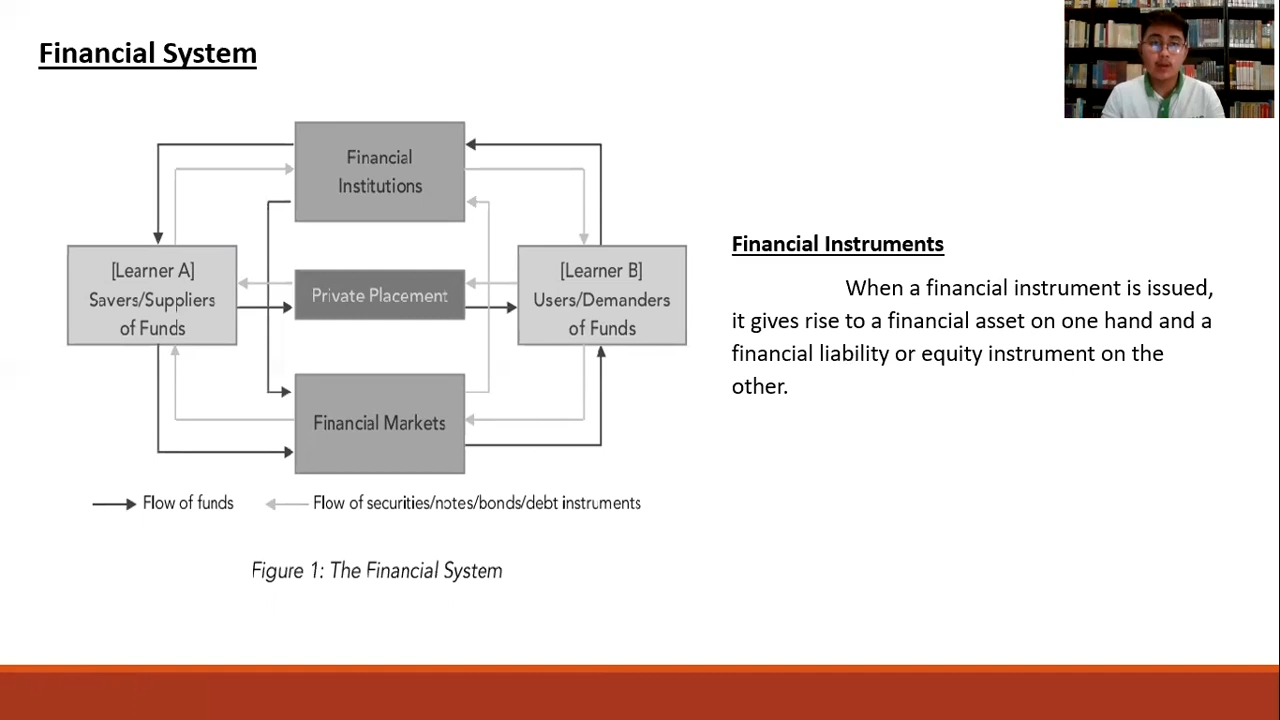 Financial System
Financial
Institutions
[Learner A]
Savers/Suppliers
of Funds
Private Placement
[Learner B]
Users/Demanders
of Funds
Financial Markets
Flow of funds
Flow of securities/notes/bonds/debt instruments
Figure 1: The Financial System
Financial Instruments
When a financial instrument is issued,
it gives rise to a financial asset on one hand and a
financial liability or equity instrument on the
other.